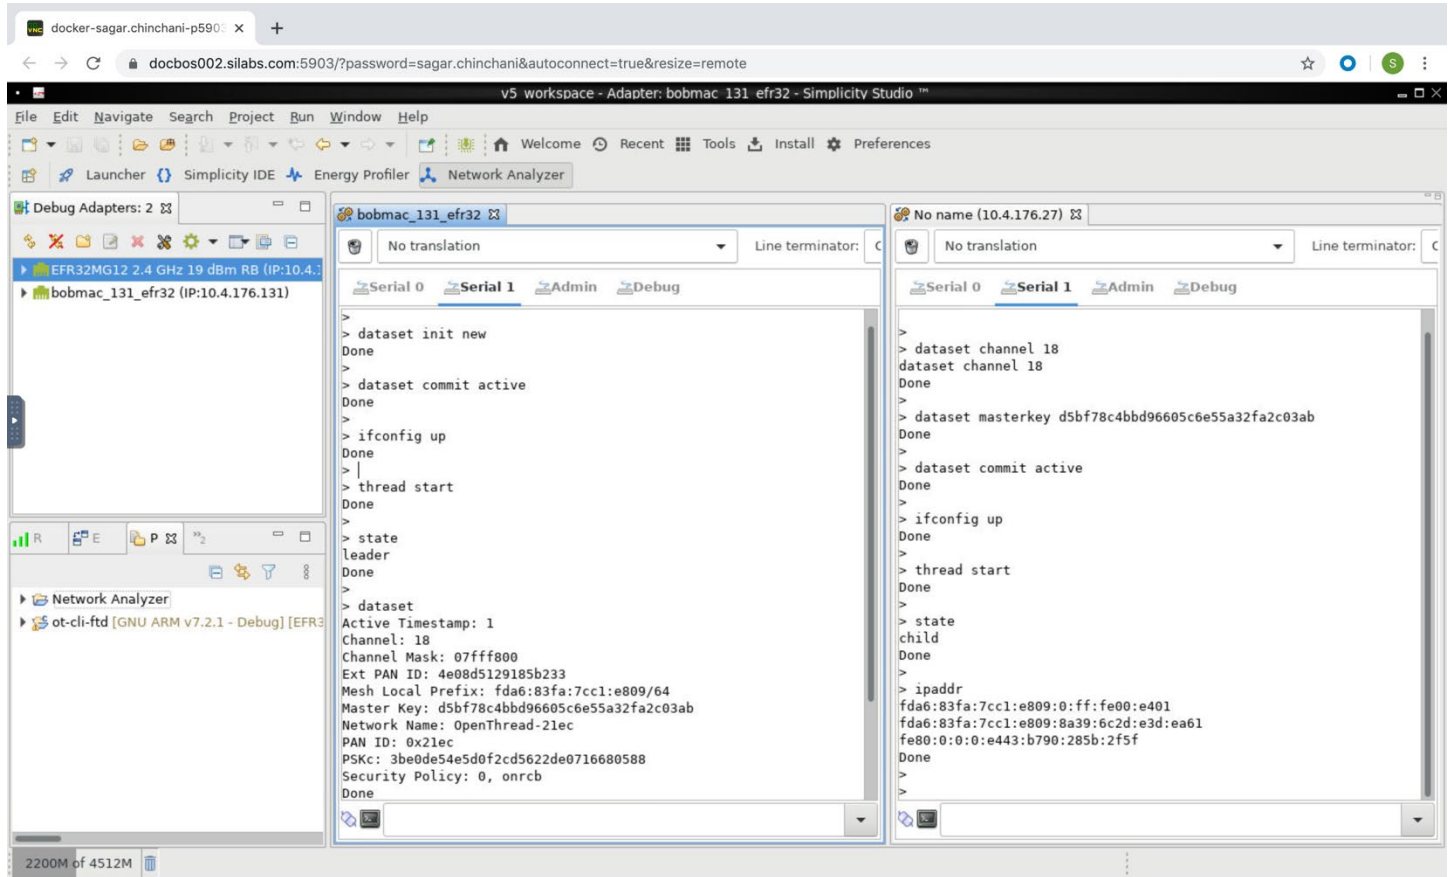 docker-sagar.chinchani-p5903
docbos002.silabs.com:5903/?password=sagar.chinchani&autoconnect=true&resize=remote
S
v5_workspace - Adapter: bobmac_131_efr32 - Simplicity Studio ™
File Edit Navigate Search Project Run Window Help
Welcome Recent Tools Install Preferences
Launcher Simplicity IDE Energy Profiler Network Analyzer
Debug Adapters: 2
EFR32MG12 2.4 GHz 19 dBm RB (IP:10.4.1
bobmac_131_efr32 (IP:10.4.176.131)
R E P »2
Network Analyzer
ot-cli-ftd [GNU ARM v7.2.1 - Debug] [EFR3
bobmac_131_efr32
No translation Line terminator: C
Serial 0 Serial 1 Admin Debug
>
> dataset init new
Done
>
> dataset commit active
Done
>
> ifconfig up
Done
> |
> thread start
Done
>
> state
leader
Done
>
> dataset
Active Timestamp: 1
Channel: 18
Channel Mask: 07fff800
Ext PAN ID: 4e08d5129185b233
Mesh Local Prefix: fda6:83fa:7cc1:e809/64
Master Key: d5bf78c4bbd96605c6e55a32fa2c03ab
Network Name: OpenThread-21ec
PAN ID: 0x21ec
PSKc: 3be0de54e5d0f2cd5622de0716680588
Security Policy: 0, onrcb
Done
No name (10.4.176.27)
No translation Line terminator: C
Serial 0 Serial 1 Admin Debug
>
> dataset channel 18
dataset channel 18
Done
>
> dataset masterkey d5bf78c4bbd96605c6e55a32fa2c03ab
Done
>
> dataset commit active
Done
>
> ifconfig up
Done
>
> thread start
Done
>
> state
child
Done
>
> ipaddr
fda6:83fa:7cc1:e809:0:ff:fe00:e401
fda6:83fa:7cc1:e809:8a39:6c2d:e3d:ea61
fe80:0:0:0:e443:b790:285b:2f5f
Done
>
>
2200M of 4512M